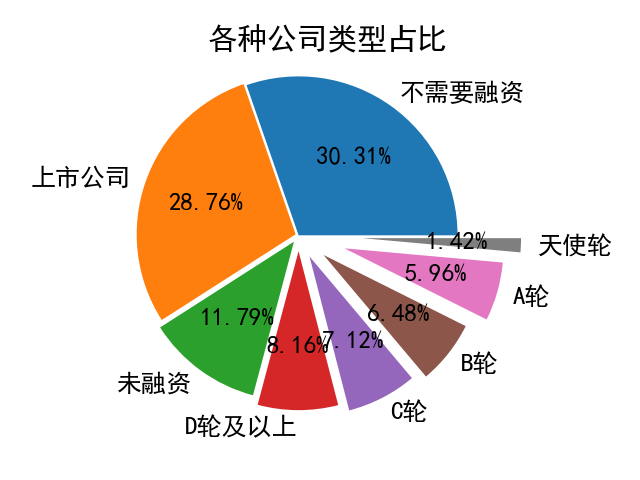 各种公司类型占比
不需要融资
30.31%
上市公司
28.76%
未融资
11.79%
D轮及以上
8.16%
C轮
7.12%
B轮
6.48%
A轮
5.96%
天使轮
1.42%